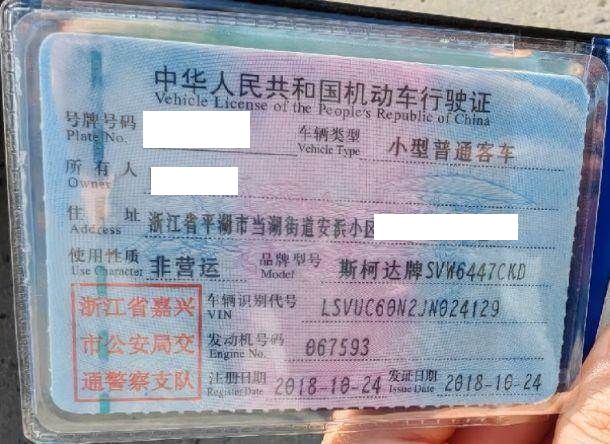 中华人民共和国机动车行驶证
Vehicle License of the People's Republic of China
号牌号码 Plate No. 车辆类型 Vehicle Type 小型普通客车
所有人 Owner
住址 Address 浙江省平湖市当湖街道安浜小区
使用性质 Use Character 非营运 品牌型号 Model 斯柯达牌SVW6447CKD
浙江省嘉兴 车辆识别代号 VIN LSVUC60N2JN024129
市公安局交 发动机号码 Engine No. 067593
通警察支队 注册日期 Register Date 2018-10-24 发证日期 Issue Date 2018-10-24